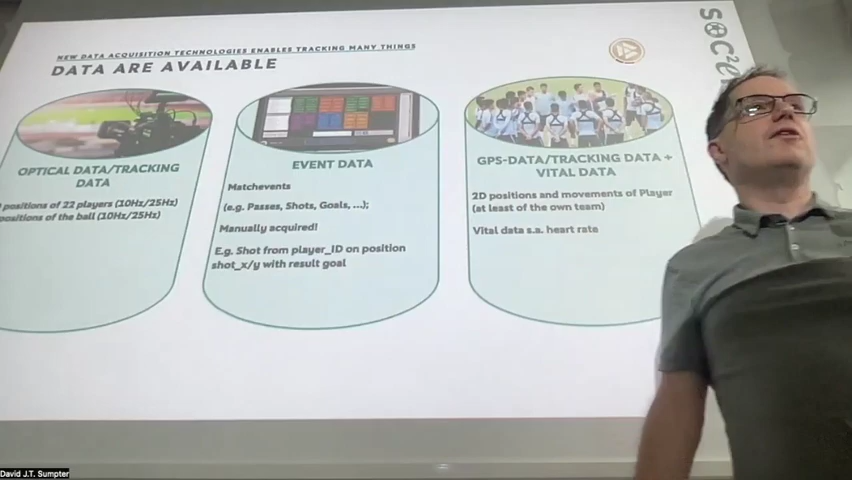 NEW DATA ACQUISITION TECHNOLOGIES ENABLES TRACKING MANY THINGS
DATA ARE AVAILABLE
OPTICAL DATA/TRACKING
DATA
positions of 22 players (10Hz/25Hz)
positions of the ball (10Hz/25Hz)
EVENT DATA
Matchevents
(e.g. Passes, Shots, Goals, ...);
Manually acquired!
E.g. Shot from player_ID on position
shot_x/y with result goal
GPS-DATA/TRACKING DATA +
VITAL DATA
2D positions and movements of Player
(at least of the own team)
Vital data s.a. heart rate
David J.T. Sumpter